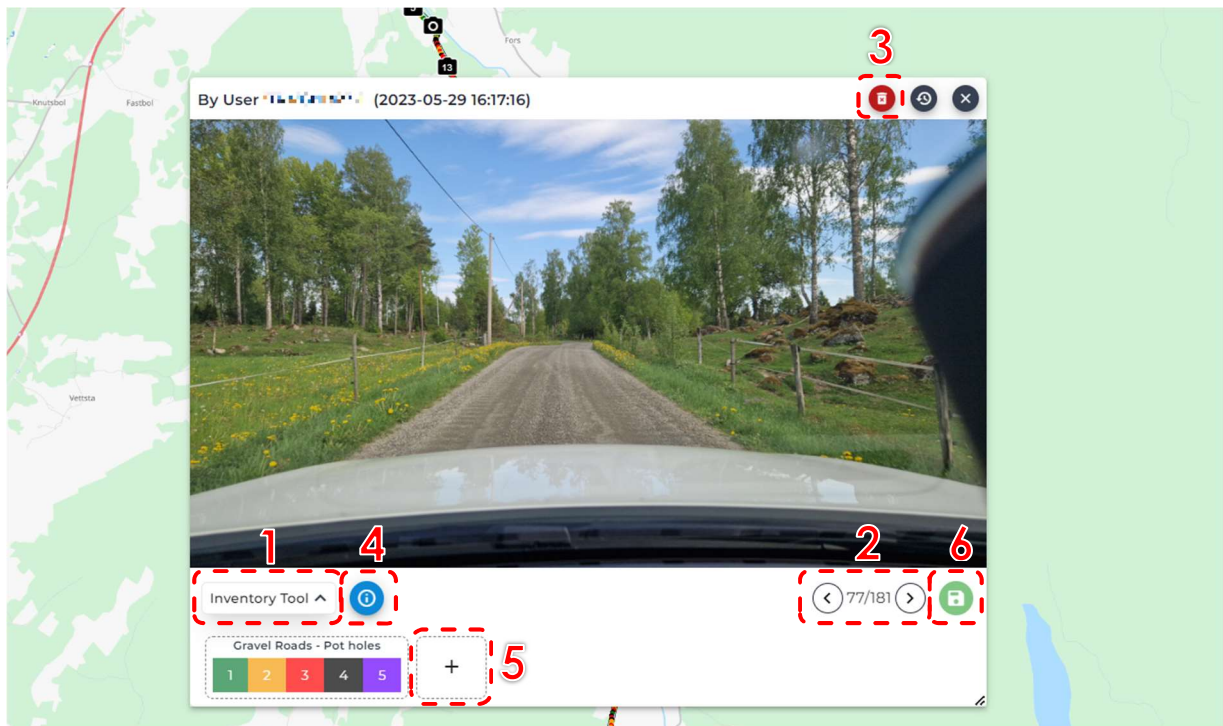 Fors
3
13
Knutsbol
Fastbol
By User
(2023-05-29 16:17:16)
Vettsta
1
4
2
6
Inventory Tool
77/181
Gravel Roads - Pot holes
1 2 3 4 5
+
5